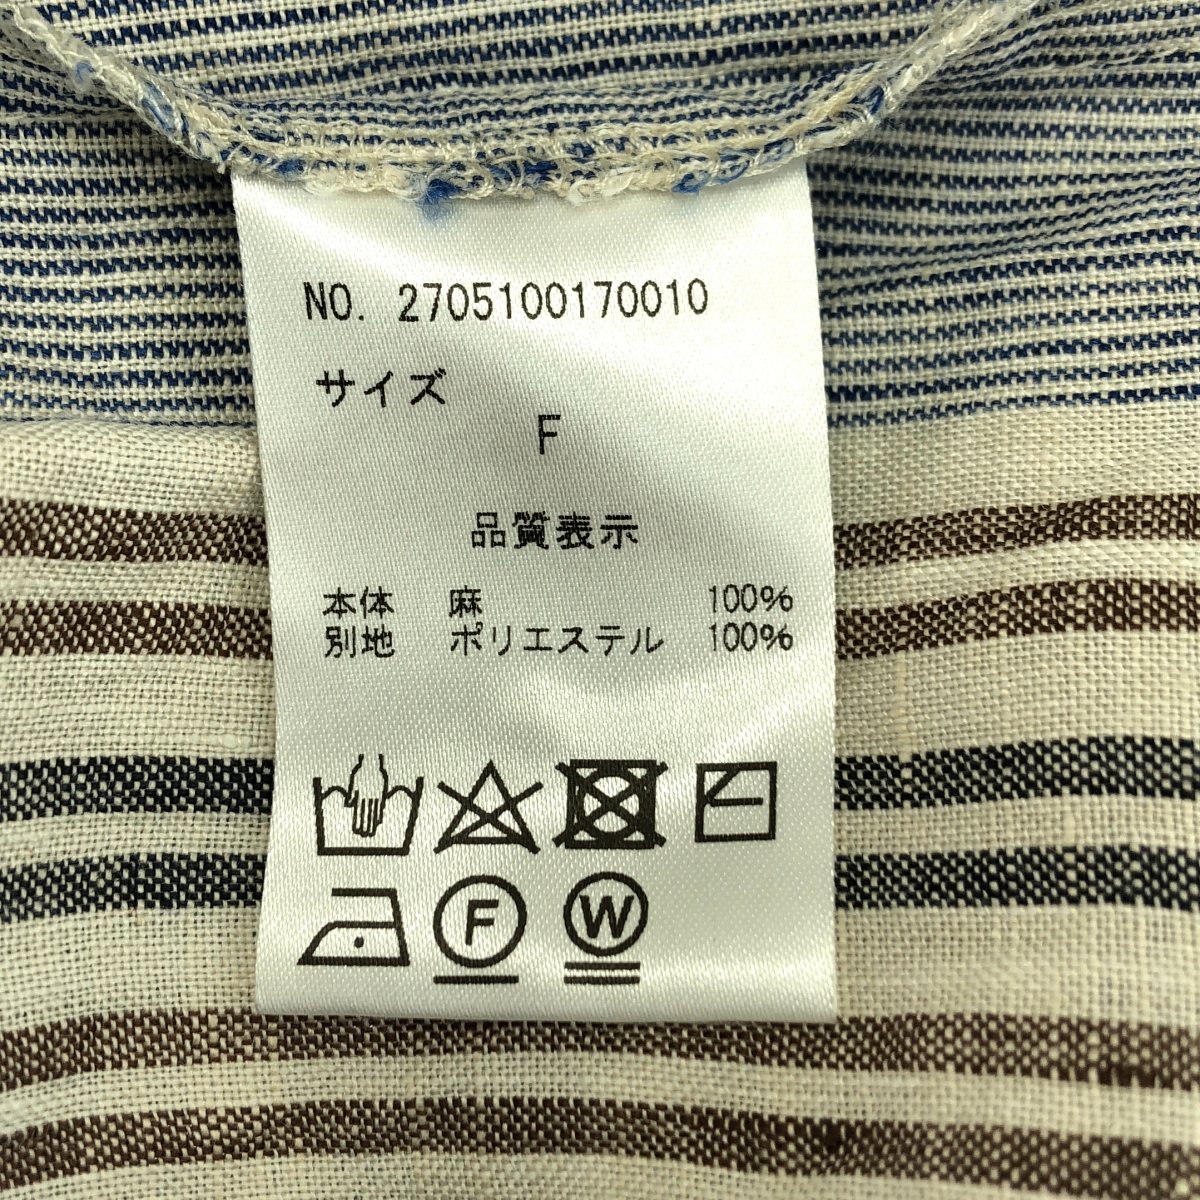 NO. 2705100170010
サイズ
F
品質表示
本体 麻 100%
別地 ポリエステル 100%
F W